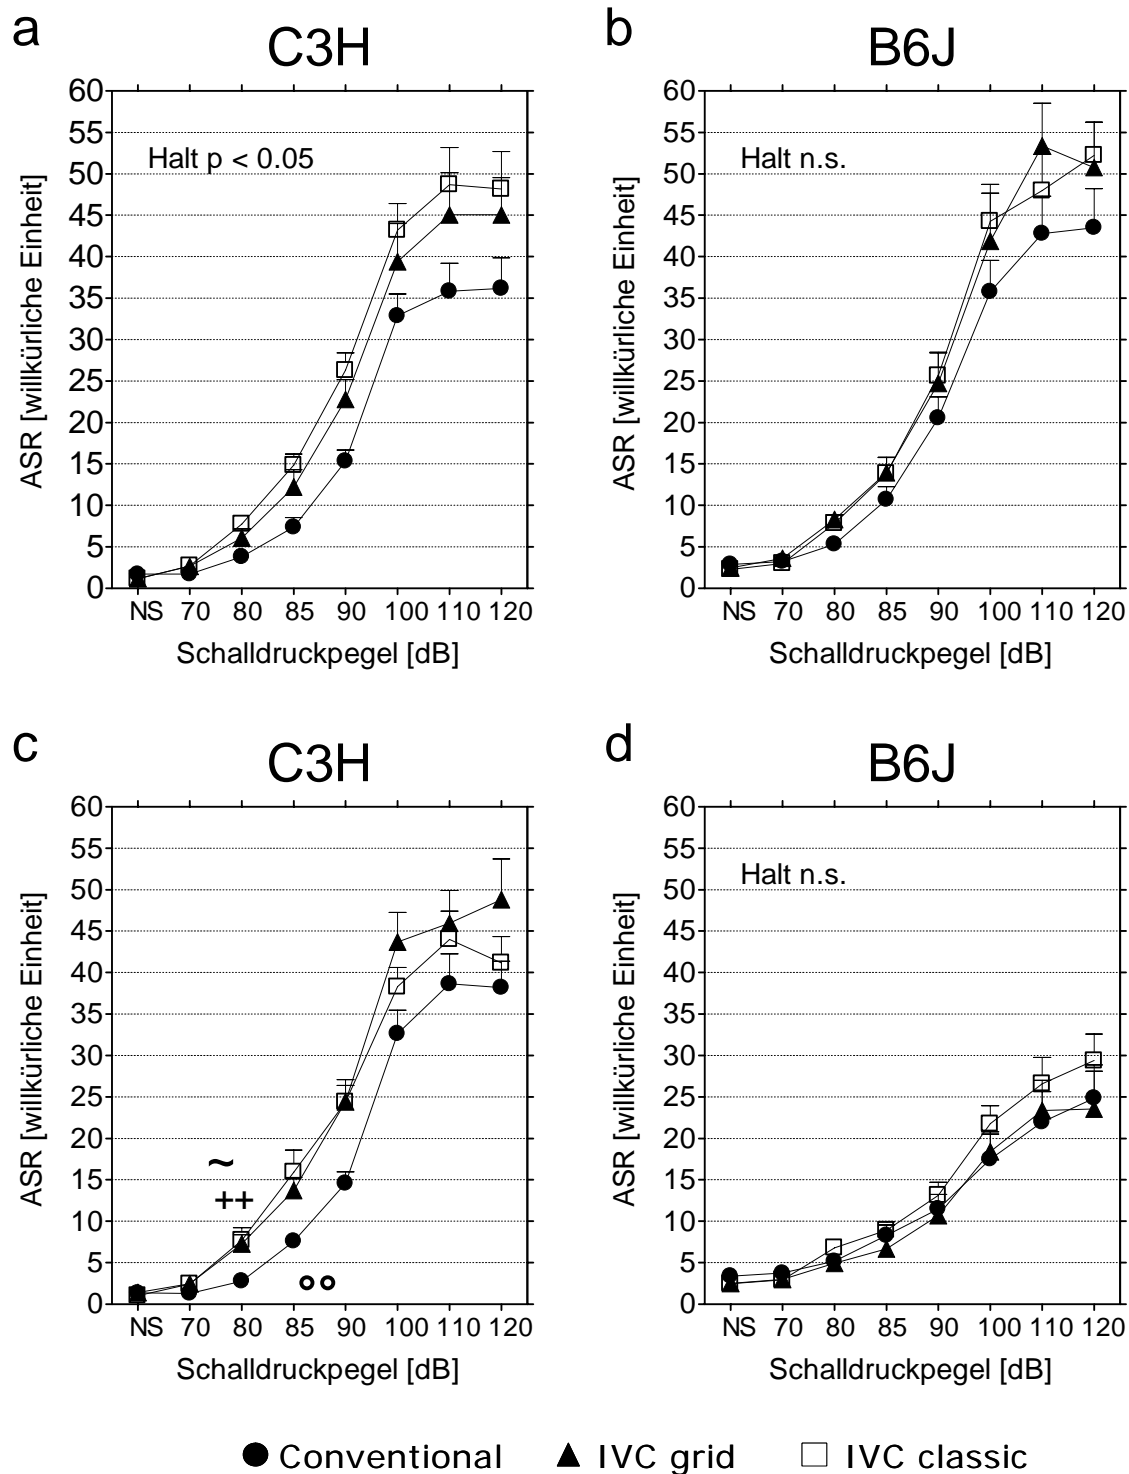 a
C3H
60
55
50
45
40
35
30
25
20
15
10
5
0
ASR [willkürliche Einheit]
Halt p < 0.05
NS 70 80 85 90 100 110 120
Schalldruckpegel [dB]
b
B6J
60
55
50
45
40
35
30
25
20
15
10
5
0
ASR [willkürliche Einheit]
Halt n.s.
NS 70 80 85 90 100 110 120
Schalldruckpegel [dB]
c
C3H
60
55
50
45
40
35
30
25
20
15
10
5
0
ASR [willkürliche Einheit]
~
++
°°
NS 70 80 85 90 100 110 120
Schalldruckpegel [dB]
d
B6J
60
55
50
45
40
35
30
25
20
15
10
5
0
ASR [willkürliche Einheit]
Halt n.s.
NS 70 80 85 90 100 110 120
Schalldruckpegel [dB]
Conventional IVC grid IVC classic